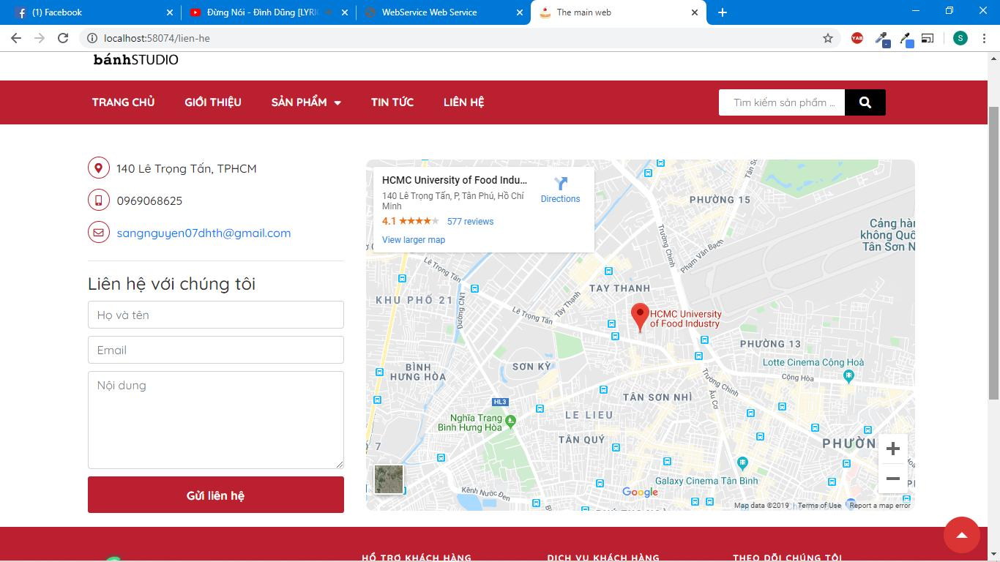 (1) Facebook
Đừng Nói - Đình Dũng [LYRIC
WebService Web Service
The main web
localhost:58074/lien-he
YAB
S
bánhSTUDIO
TRANG CHỦ
GIỚI THIỆU
SẢN PHẨM
TIN TỨC
LIÊN HỆ
Tìm kiếm sản phẩm ...
140 Lê Trọng Tấn, TPHCM
0969068625
sangnguyen07dhth@gmail.com
Liên hệ với chúng tôi
Họ và tên
Email
Nội dung
Gửi liên hệ
HCMC University of Food Indu...
140 Lê Trọng Tấn, P, Tân Phú, Hồ Chí
Minh
4.1
577 reviews
View larger map
Directions
Tân Sơn
PHƯỜNG 15
Cảng hàn
không Quố
Tân Sơn N
Trường Chinh
Phạm Văn Bạch
Lê Trọng Tấn
TAY THANH
KHU PHỐ 21
Đường CN1
Tây Thạnh
Lê Trọng Tấn
HCMC University
of Food Industry
PHƯỜNG 13
Lotte Cinema Cộng Hoà
Cộng Hòa
SƠN KỲ
BÌNH
HƯNG HÒA
Trường Chinh
Âu Cơ
TÂN SƠN NHÌ
HL3
LE LIEU
Nghĩa Trang
Bình Hưng Hòa
TÂN QUÝ
PHƯỜN
7
Galaxy Cinema Tân Bình
Kênh Nước Đen
Google
Map data ©2019
Terms of Use
Report a map error
HỖ TRỢ KHÁCH HÀNG
DỊCH VỤ KHÁCH HÀNG
THEO DÕI CHÚNG TÔI